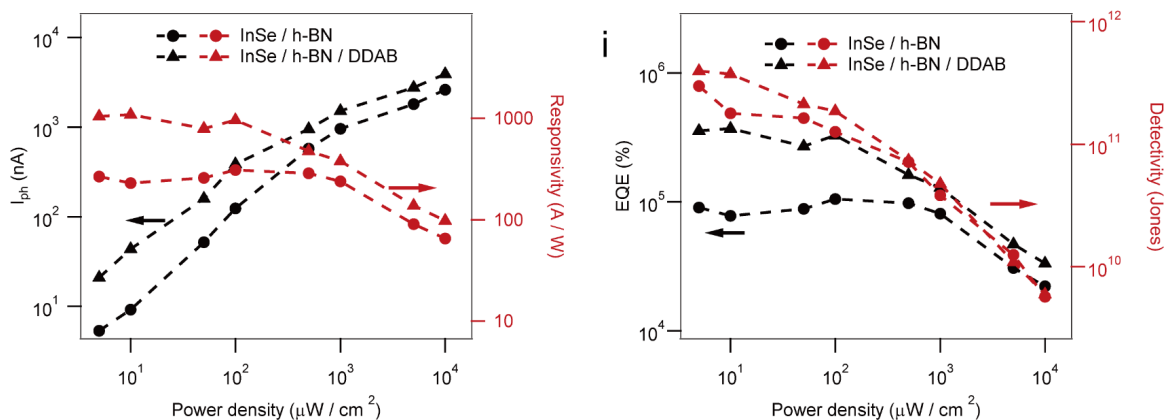 InSe / h-BN
InSe / h-BN / DDAB
10⁴
10³
10²
10¹
I_ph (nA)
1000
100
10
Responsivity (A / W)
10¹ 10² 10³ 10⁴
Power density (μW / cm²)
i
InSe / h-BN
InSe / h-BN / DDAB
10⁶
10⁵
10⁴
EQE (%)
10¹²
10¹¹
10¹⁰
Detectivity (Jones)
10¹ 10² 10³ 10⁴
Power density (μW / cm²)